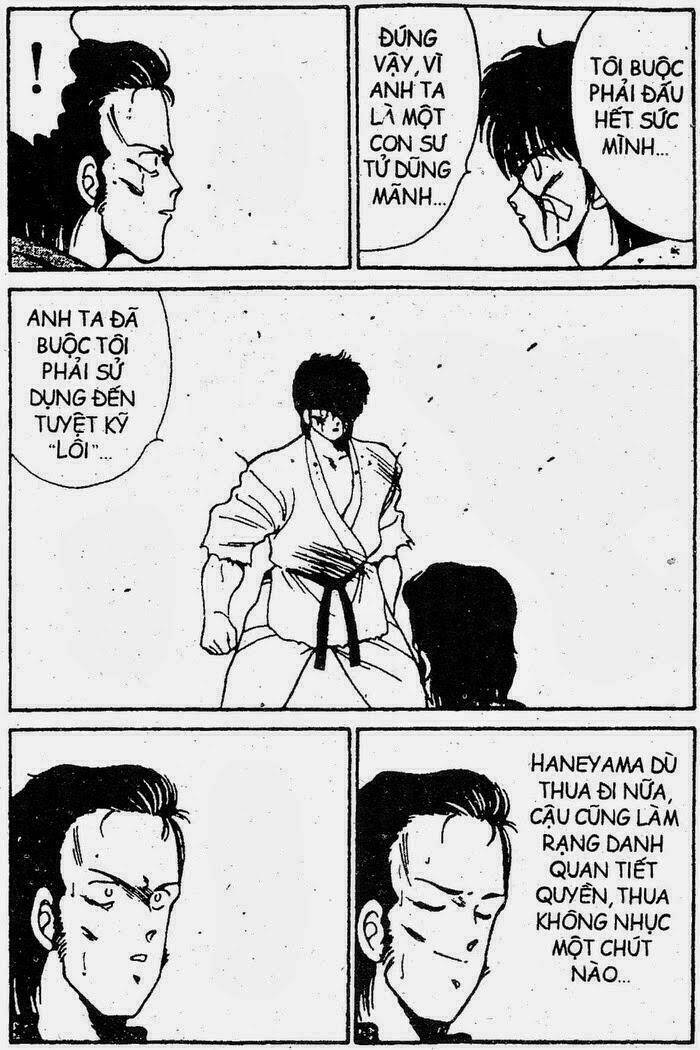 TÔI BUỘC
PHẢI ĐẤU
HẾT SỨC
MÌNH...
ĐÚNG
VẬY, VÌ
ANH TA
LÀ MỘT
CON SƯ
TỬ DŨNG
MÃNH...
!
ANH TA ĐÃ
BUỘC TÔI
PHẢI SỬ
DỤNG ĐẾN
TUYỆT KỸ
"LÔI"...
HANEYAMA DÙ
THUA ĐI NỮA,
CẬU CŨNG LÀM
RẠNG DANH
QUAN TIẾT
QUYỀN, THUA
KHÔNG NHỤC
MỘT CHÚT
NÀO...